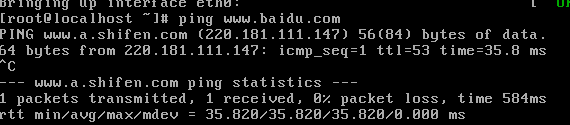 Bringing up interface eth0: [ OK
[root@localhost ~]# ping www.baidu.com
PING www.a.shifen.com (220.181.111.147) 56(84) bytes of data.
64 bytes from 220.181.111.147: icmp_seq=1 ttl=53 time=35.8 ms
^C
--- www.a.shifen.com ping statistics ---
1 packets transmitted, 1 received, 0% packet loss, time 584ms
rtt min/avg/max/mdev = 35.820/35.820/35.820/0.000 ms